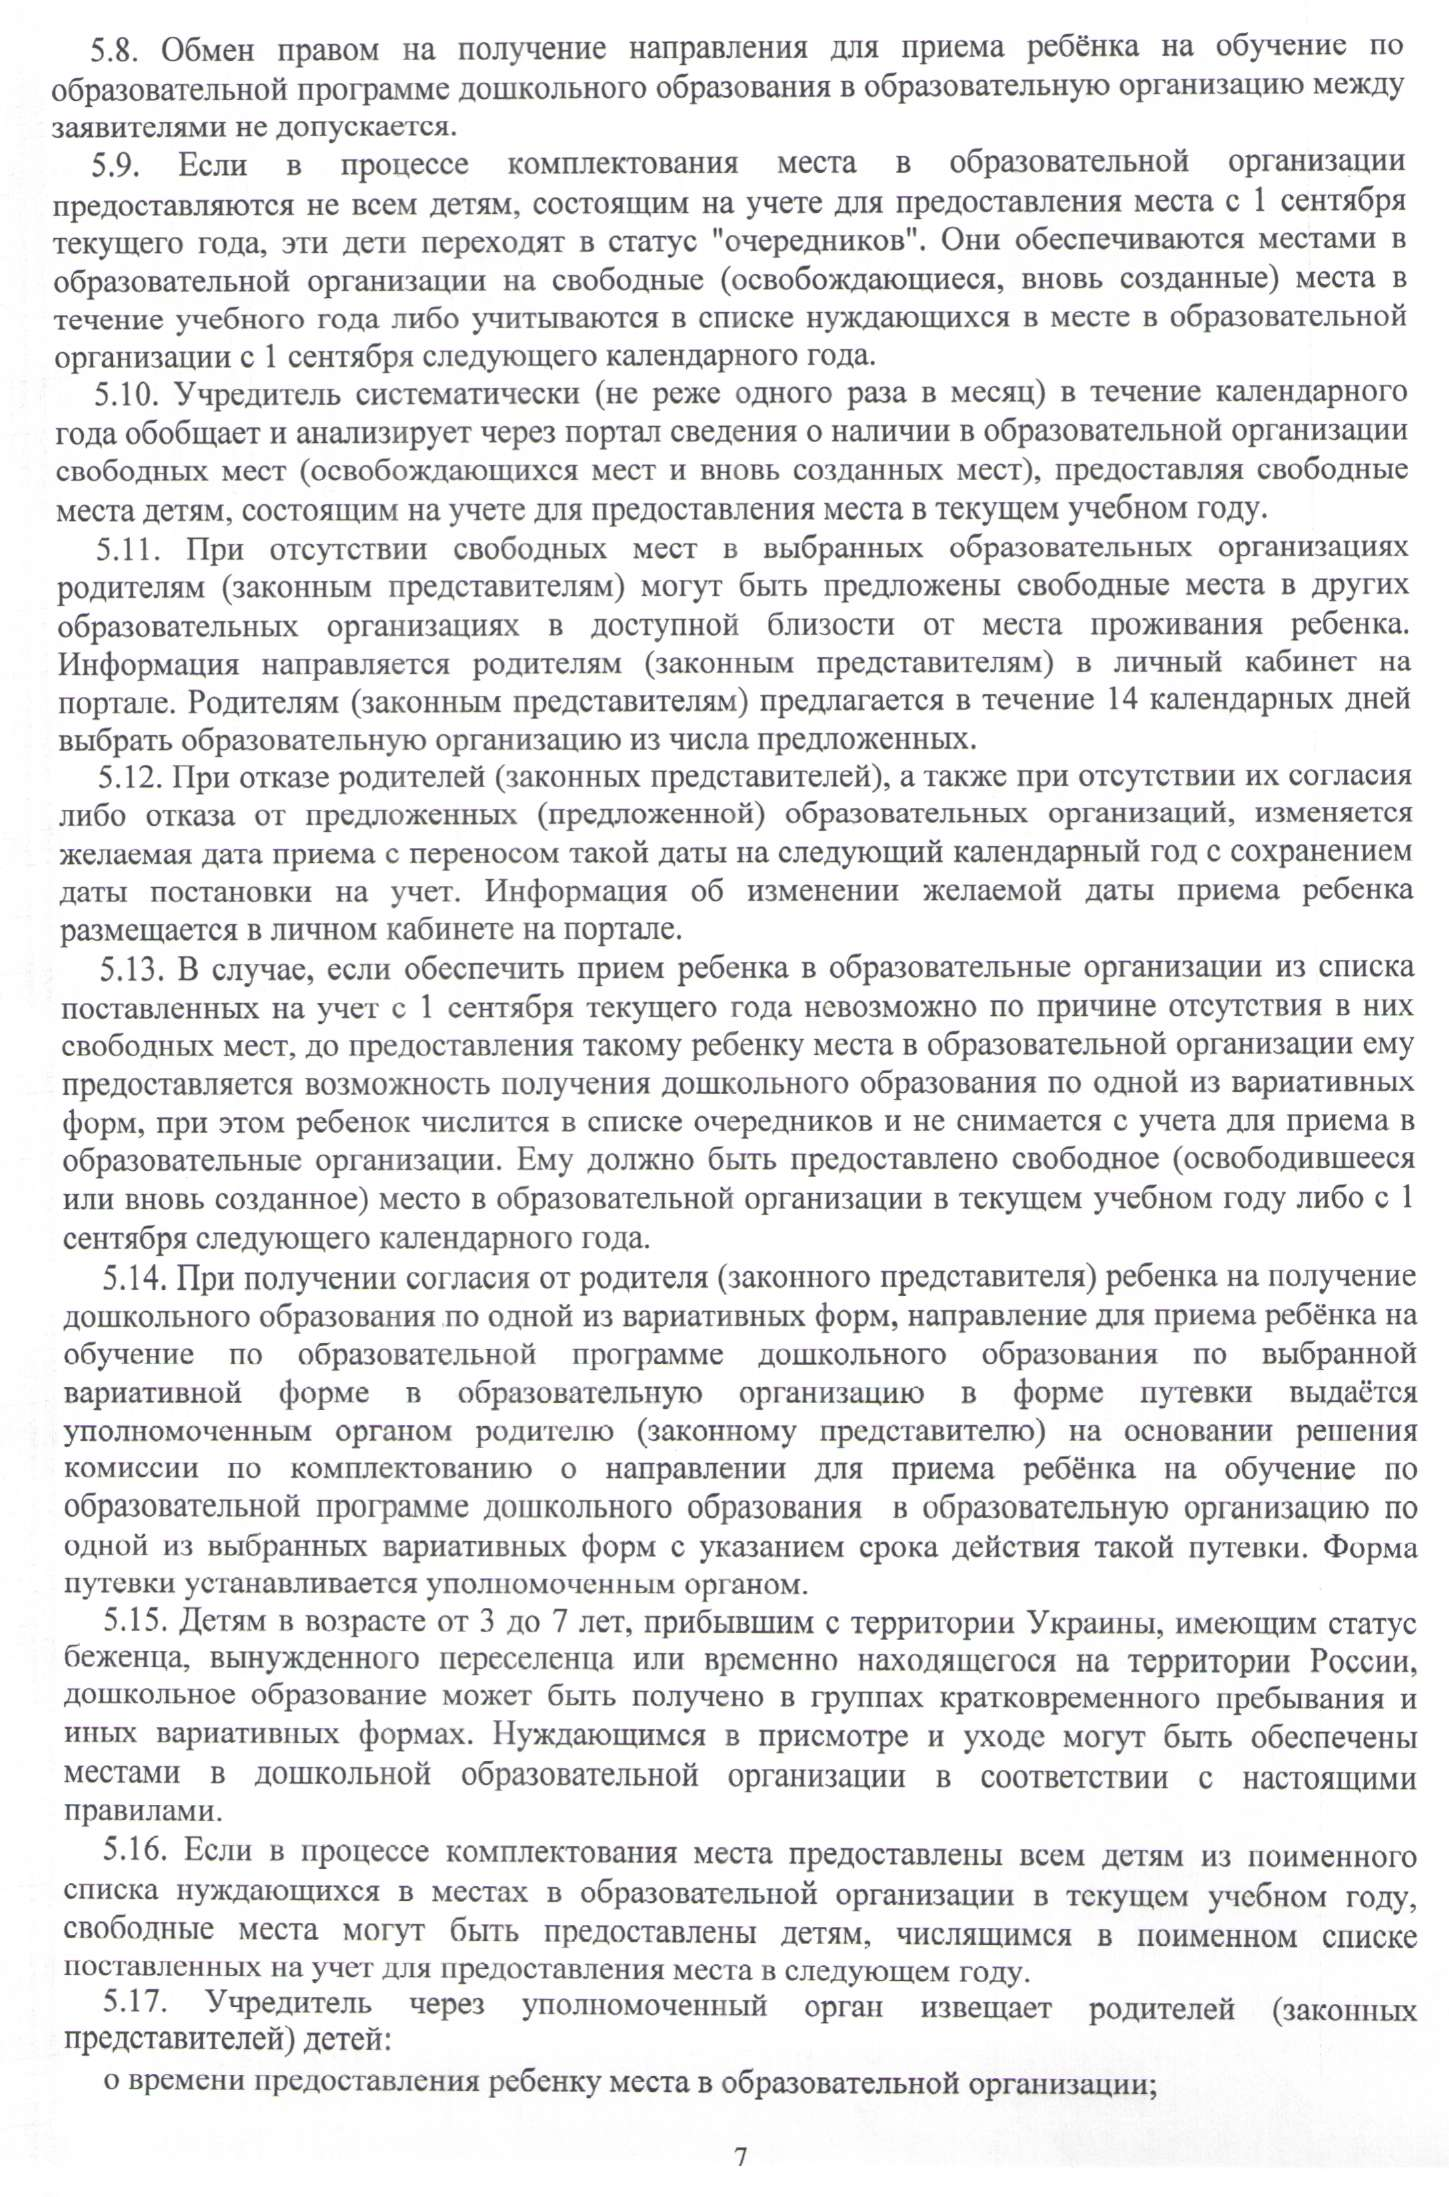 5.8. Обмен правом на получение направления для приема ребёнка на обучение по
образовательной программе дошкольного образования в образовательную организацию между
заявителями не допускается.
5.9. Если в процессе комплектования места в образовательной организации
предоставляются не всем детям, состоящим на учете для предоставления места с 1 сентября
текущего года, эти дети переходят в статус "очередников". Они обеспечиваются местами в
образовательной организации на свободные (освобождающиеся, вновь созданные) места в
течение учебного года либо учитываются в списке нуждающихся в месте в образовательной
организации с 1 сентября следующего календарного года.
5.10. Учредитель систематически (не реже одного раза в месяц) в течение календарного
года обобщает и анализирует через портал сведения о наличии в образовательной организации
свободных мест (освобождающихся мест и вновь созданных мест), предоставляя свободные
места детям, состоящим на учете для предоставления места в текущем учебном году.
5.11. При отсутствии свободных мест в выбранных образовательных организациях
родителям (законным представителям) могут быть предложены свободные места в других
образовательных организациях в доступной близости от места проживания ребенка.
Информация направляется родителям (законным представителям) в личный кабинет на
портале. Родителям (законным представителям) предлагается в течение 14 календарных дней
выбрать образовательную организацию из числа предложенных.
5.12. При отказе родителей (законных представителей), а также при отсутствии их согласия
либо отказа от предложенных (предложенной) образовательных организаций, изменяется
желаемая дата приема с переносом такой даты на следующий календарный год с сохранением
даты постановки на учет. Информация об изменении желаемой даты приема ребенка
размещается в личном кабинете на портале.
5.13. В случае, если обеспечить прием ребенка в образовательные организации из списка
поставленных на учет с 1 сентября текущего года невозможно по причине отсутствия в них
свободных мест, до предоставления такому ребенку места в образовательной организации ему
предоставляется возможность получения дошкольного образования по одной из вариативных
форм, при этом ребенок числится в списке очередников и не снимается с учета для приема в
образовательные организации. Ему должно быть предоставлено свободное (освободившееся
или вновь созданное) место в образовательной организации в текущем учебном году либо с 1
сентября следующего календарного года.
5.14. При получении согласия от родителя (законного представителя) ребенка на получение
дошкольного образования по одной из вариативных форм, направление для приема ребёнка на
обучение по образовательной программе дошкольного образования по выбранной
вариативной форме в образовательную организацию в форме путевки выдаётся
уполномоченным органом родителю (законному представителю) на основании решения
комиссии по комплектованию о направлении для приема ребёнка на обучение по
образовательной программе дошкольного образования в образовательную организацию по
одной из выбранных вариативных форм с указанием срока действия такой путевки. Форма
путевки устанавливается уполномоченным органом.
5.15. Детям в возрасте от 3 до 7 лет, прибывшим с территории Украины, имеющим статус
беженца, вынужденного переселенца или временно находящегося на территории России,
дошкольное образование может быть получено в группах кратковременного пребывания и
иных вариативных формах. Нуждающимся в присмотре и уходе могут быть обеспечены
местами в дошкольной образовательной организации в соответствии с настоящими
правилами.
5.16. Если в процессе комплектования места предоставлены всем детям из поименного
списка нуждающихся в местах в образовательной организации в текущем учебном году,
свободные места могут быть предоставлены детям, числящимся в поименном списке
поставленных на учет для предоставления места в следующем году.
5.17. Учредитель через уполномоченный орган извещает родителей (законных
представителей) детей:
о времени предоставления ребенку места в образовательной организации;
7